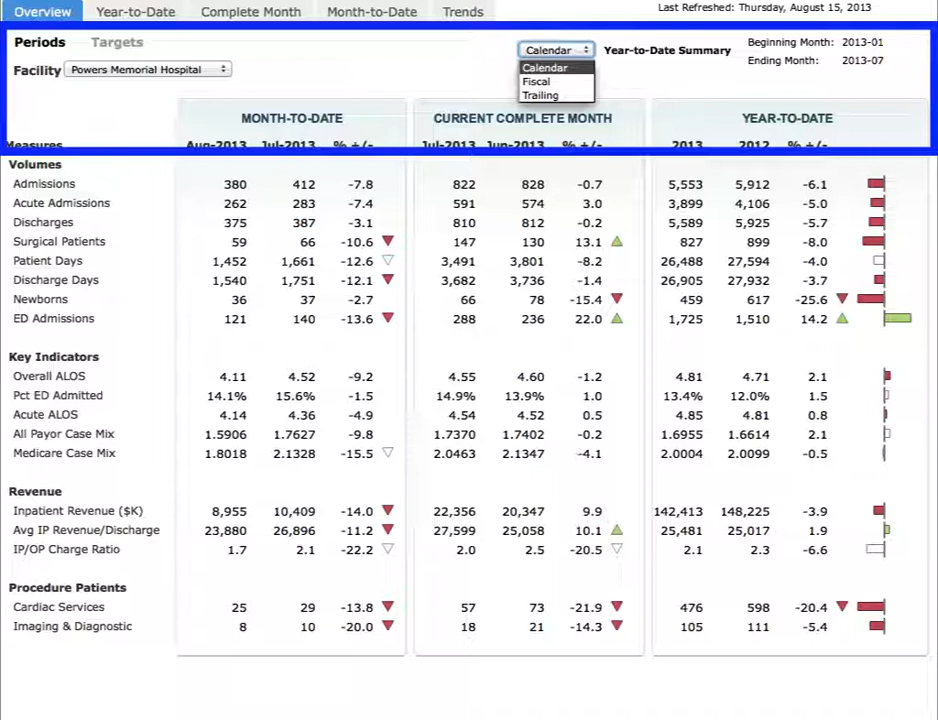 Overview Year-to-Date Complete Month Month-to-Date Trends Last Refreshed: Thursday, August 15, 2013
Periods Targets Calendar Year-to-Date Summary Beginning Month: 2013-01
Ending Month: 2013-07
Facility Powers Memorial Hospital Calendar
Fiscal
Trailing
MONTH-TO-DATE CURRENT COMPLETE MONTH YEAR-TO-DATE
Measures Aug-2013 Jul-2013 % +/- Jul-2013 Jun-2013 % +/- 2013 2012 % +/-
Volumes
Admissions 380 412 -7.8 822 828 -0.7 5,553 5,912 -6.1
Acute Admissions 262 283 -7.4 591 574 3.0 3,899 4,106 -5.0
Discharges 375 387 -3.1 810 812 -0.2 5,589 5,925 -5.7
Surgical Patients 59 66 -10.6 147 130 13.1 827 899 -8.0
Patient Days 1,452 1,661 -12.6 3,491 3,801 -8.2 26,488 27,594 -4.0
Discharge Days 1,540 1,751 -12.1 3,682 3,736 -1.4 26,905 27,932 -3.7
Newborns 36 37 -2.7 66 78 -15.4 459 617 -25.6
ED Admissions 121 140 -13.6 288 236 22.0 1,725 1,510 14.2
Key Indicators
Overall ALOS 4.11 4.52 -9.2 4.55 4.60 -1.2 4.81 4.71 2.1
Pct ED Admitted 14.1% 15.6% -1.5 14.9% 13.9% 1.0 13.4% 12.0% 1.5
Acute ALOS 4.14 4.36 -4.9 4.54 4.52 0.5 4.85 4.81 0.8
All Payor Case Mix 1.5906 1.7627 -9.8 1.7370 1.7402 -0.2 1.6955 1.6614 2.1
Medicare Case Mix 1.8018 2.1328 -15.5 2.0463 2.1347 -4.1 2.0004 2.0099 -0.5
Revenue
Inpatient Revenue ($K) 8,955 10,409 -14.0 22,356 20,347 9.9 142,413 148,225 -3.9
Avg IP Revenue/Discharge 23,880 26,896 -11.2 27,599 25,058 10.1 25,481 25,017 1.9
IP/OP Charge Ratio 1.7 2.1 -22.2 2.0 2.5 -20.5 2.1 2.3 -6.6
Procedure Patients
Cardiac Services 25 29 -13.8 57 73 -21.9 476 598 -20.4
Imaging & Diagnostic 8 10 -20.0 18 21 -14.3 105 111 -5.4